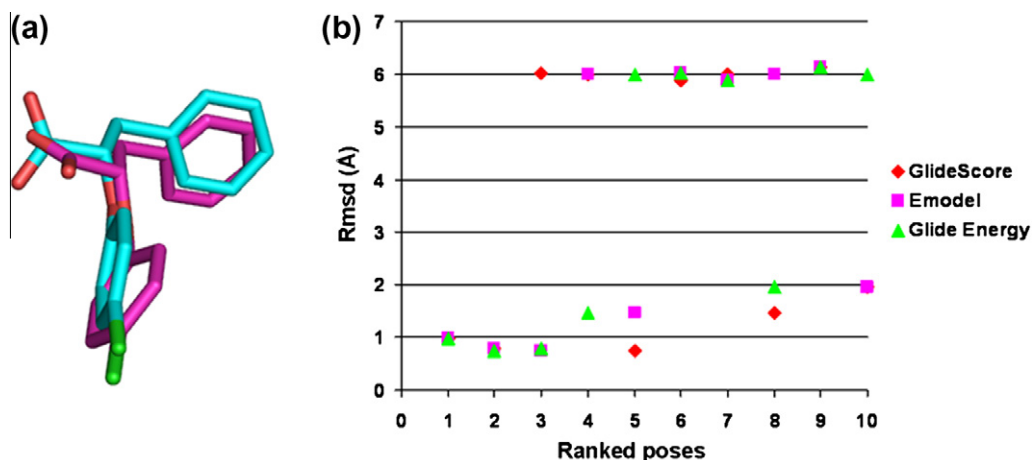 (a)
(b)
7
6
5
4
3
2
1
0
Rmsd (A)
0 1 2 3 4 5 6 7 8 9 10
Ranked poses
GlideScore
Emodel
Glide Energy